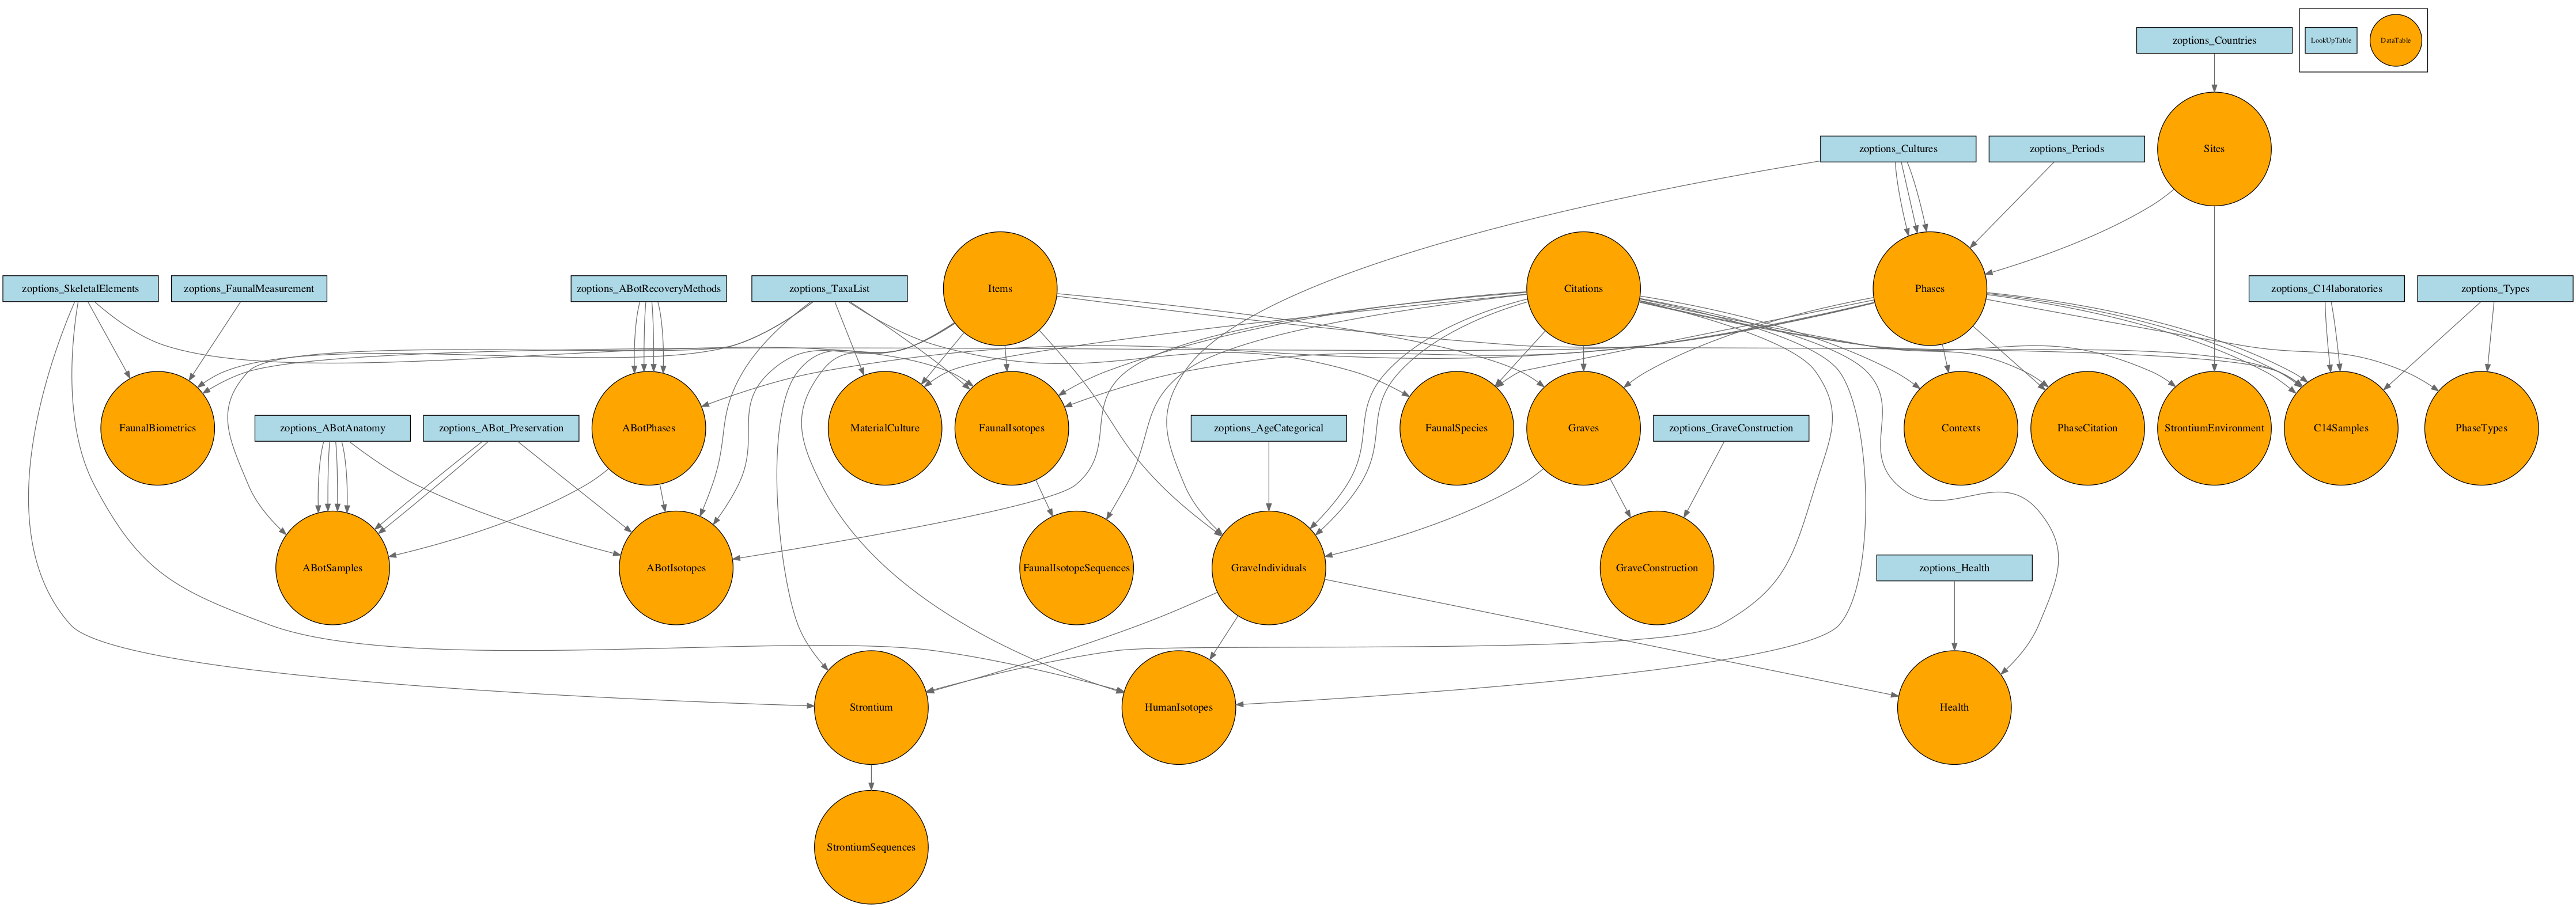 zoptions_Countries
LookUpTable
DataTable
zoptions_Cultures
zoptions_Periods
Sites
zoptions_SkeletalElements
zoptions_FaunalMeasurement
zoptions_ABotRecoveryMethods
zoptions_TaxaList
Items
Citations
Phases
zoptions_C14laboratories
zoptions_Types
FaunalBiometrics
zoptions_ABotAnatomy
zoptions_ABot_Preservation
ABotPhases
MaterialCulture
FaunalIsotopes
zoptions_AgeCategorical
FaunalSpecies
Graves
zoptions_GraveConstruction
Contexts
PhaseCitation
StrontiumEnvironment
C14Samples
PhaseTypes
ABotSamples
ABotIsotopes
FaunalIsotopeSequences
GraveIndividuals
GraveConstruction
zoptions_Health
Strontium
HumanIsotopes
Health
StrontiumSequences